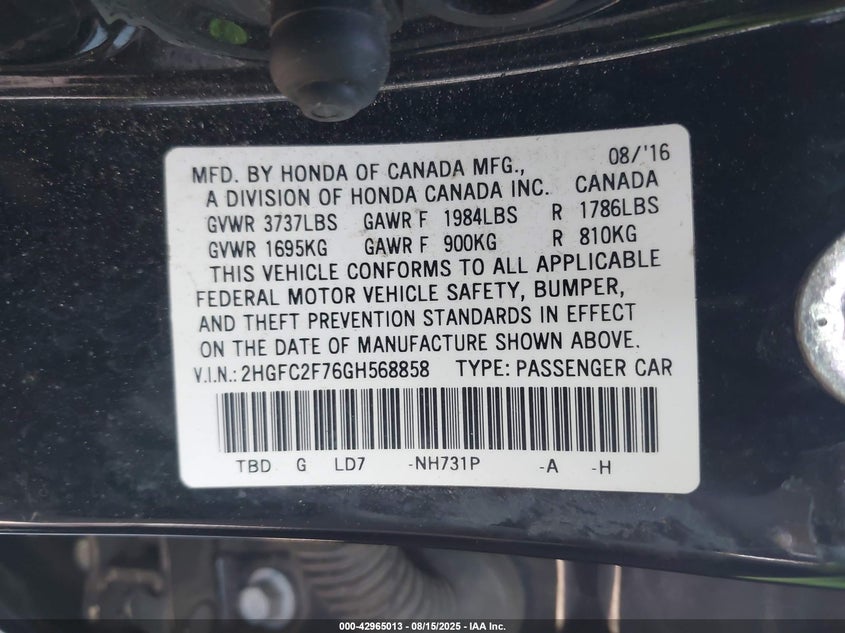 MFD. BY HONDA OF CANADA MFG., 08/'16
A DIVISION OF HONDA CANADA INC. CANADA
GVWR 3737LBS GAWR F 1984LBS R 1786LBS
GVWR 1695KG GAWR F 900KG R 810KG
THIS VEHICLE CONFORMS TO ALL APPLICABLE
FEDERAL MOTOR VEHICLE SAFETY, BUMPER,
AND THEFT PREVENTION STANDARDS IN EFFECT
ON THE DATE OF MANUFACTURE SHOWN ABOVE.
V.I.N.: 2HGFC2F76GH568858 TYPE: PASSENGER CAR
TBD G LD7 -NH731P -A -H
000-42965013 - 08/15/2025 - IAA Inc.